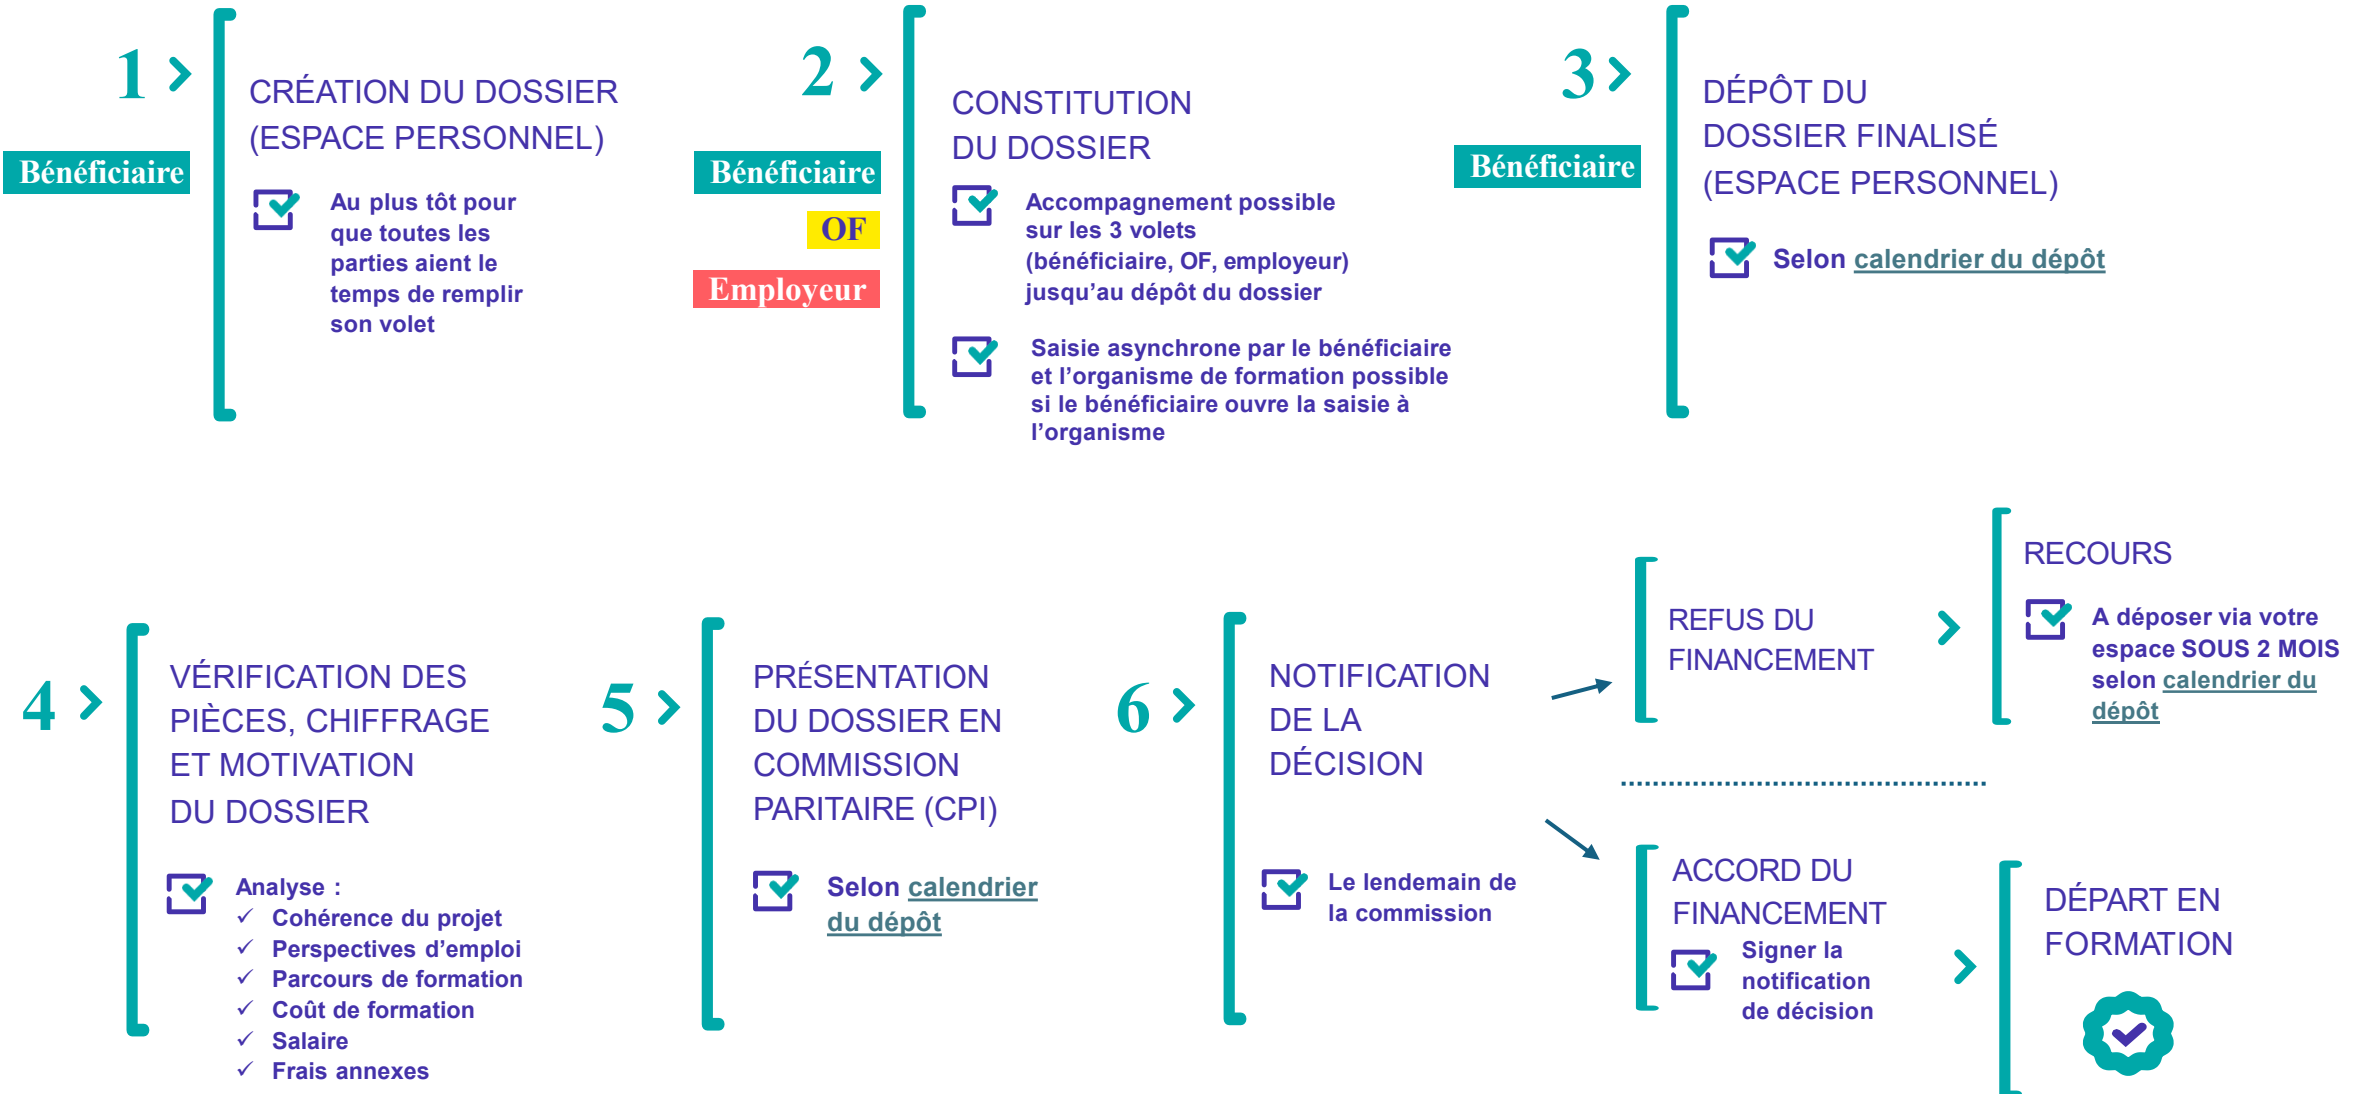 1
CRÉATION DU DOSSIER
(ESPACE PERSONNEL)
Bénéficiaire
Au plus tôt pour
que toutes les
parties aient le
temps de remplir
son volet
2
CONSTITUTION
DU DOSSIER
Bénéficiaire
OF
Employeur
Accompagnement possible
sur les 3 volets
(bénéficiaire, OF, employeur)
jusqu'au dépôt du dossier
Saisie asynchrone par le bénéficiaire
et l'organisme de formation possible
si le bénéficiaire ouvre la saisie à
l'organisme
3
DÉPÔT DU
DOSSIER FINALISÉ
(ESPACE PERSONNEL)
Bénéficiaire
Selon calendrier du dépôt
4
VÉRIFICATION DES
PIÈCES, CHIFFRAGE
ET MOTIVATION
DU DOSSIER
Analyse :
✓ Cohérence du projet
✓ Perspectives d'emploi
✓ Parcours de formation
✓ Coût de formation
✓ Salaire
✓ Frais annexes
5
PRÉSENTATION
DU DOSSIER EN
COMMISSION
PARITAIRE (CPI)
Selon calendrier
du dépôt
6
NOTIFICATION
DE LA
DÉCISION
Le lendemain de
la commission
REFUS DU
FINANCEMENT
RECOURS
A déposer via votre
espace SOUS 2 MOIS
selon calendrier du
dépôt
ACCORD DU
FINANCEMENT
Signer la
notification
de décision
DÉPART EN
FORMATION